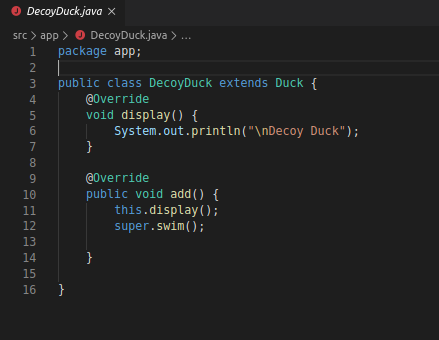 DecoyDuck.java ×
src > app > DecoyDuck.java > ...
1 package app;
2
3 public class DecoyDuck extends Duck {
4     @Override
5     void display() {
6         System.out.println("\nDecoy Duck");
7     }
8
9     @Override
10     public void add() {
11         this.display();
12         super.swim();
13
14     }
15
16 }